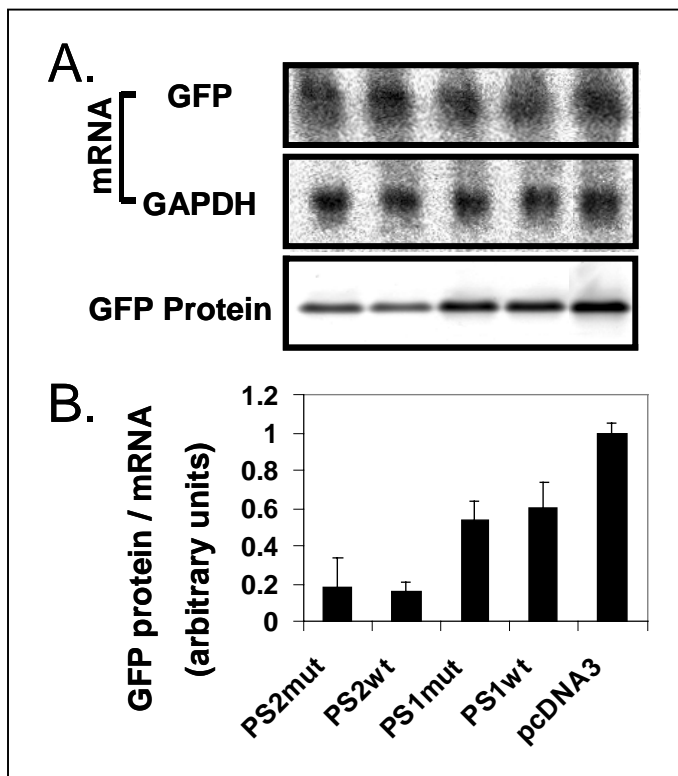 A.
mRNA
GFP
GAPDH
GFP Protein
B.
GFP protein / mRNA
(arbitrary units)
1.2
1
0.8
0.6
0.4
0.2
0
PS2mut
PS2wt
PS1mut
PS1wt
pcDNA3